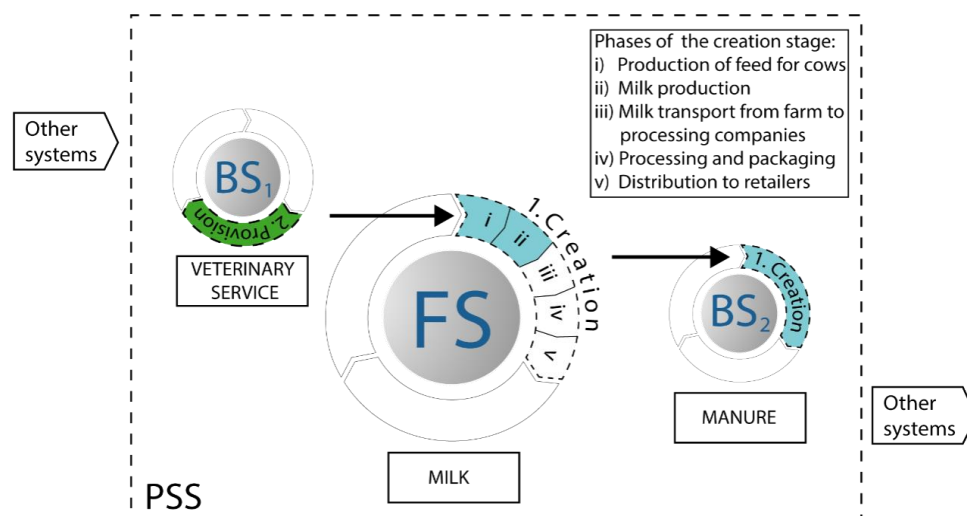 Phases of the creation stage:
i) Production of feed for cows
ii) Milk production
iii) Milk transport from farm to
processing companies
iv) Processing and packaging
v) Distribution to retailers
Other
systems
BS1
2. Provision
VETERINARY
SERVICE
1. Creation
i
ii
iii
iv
v
FS
MILK
1. Creation
BS2
MANURE
Other
systems
PSS